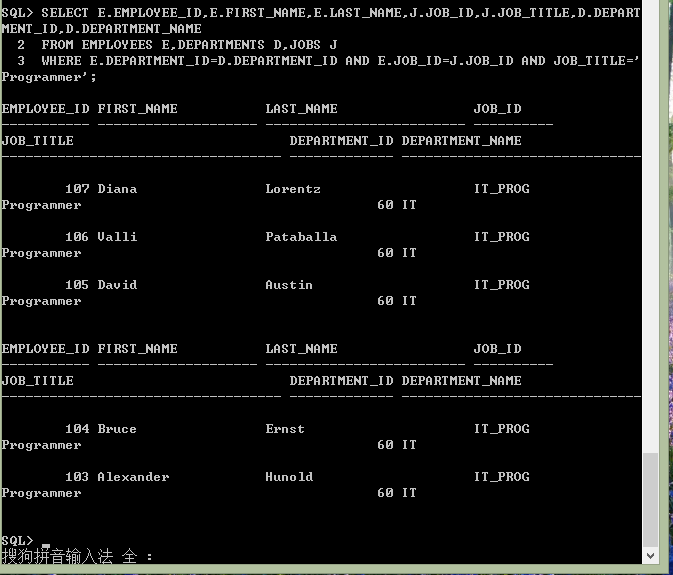 SQL> SELECT E.EMPLOYEE_ID,E.FIRST_NAME,E.LAST_NAME,J.JOB_ID,J.JOB_TITLE,D.DEPART
MENT_ID,D.DEPARTMENT_NAME
2 FROM EMPLOYEES E,DEPARTMENTS D,JOBS J
3 WHERE E.DEPARTMENT_ID=D.DEPARTMENT_ID AND E.JOB_ID=J.JOB_ID AND JOB_TITLE='
Programmer';
EMPLOYEE_ID FIRST_NAME LAST_NAME JOB_ID
----------- -------------------- ------------------------- ----------
JOB_TITLE DEPARTMENT_ID DEPARTMENT_NAME
----------------------------------- ------------- ------------------------------
107 Diana Lorentz IT_PROG
Programmer 60 IT
106 Valli Pataballa IT_PROG
Programmer 60 IT
105 David Austin IT_PROG
Programmer 60 IT
EMPLOYEE_ID FIRST_NAME LAST_NAME JOB_ID
----------- -------------------- ------------------------- ----------
JOB_TITLE DEPARTMENT_ID DEPARTMENT_NAME
----------------------------------- ------------- ------------------------------
104 Bruce Ernst IT_PROG
Programmer 60 IT
103 Alexander Hunold IT_PROG
Programmer 60 IT
SQL> _
搜狗拼音输入法 全 :